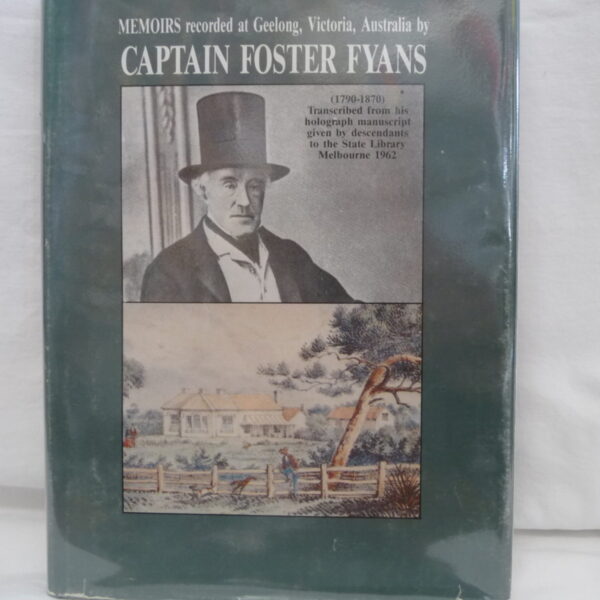 MEMOIRS recorded at Geelong, Victoria, Australia by
CAPTAIN FOSTER FYANS
(1790-1870)
Transcribed from his
holograph manuscript
given by descendants
to the State Library
Melbourne 1962